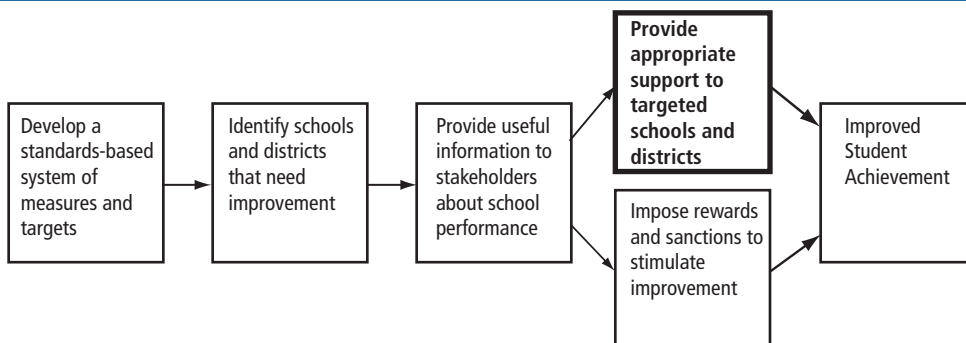 Develop a
standards-based
system of
measures and
targets
Identify schools
and districts
that need
improvement
Provide useful
information to
stakeholders
about school
performance
Provide
appropriate
support to
targeted
schools and
districts
Impose rewards
and sanctions to
stimulate
improvement
Improved
Student
Achievement